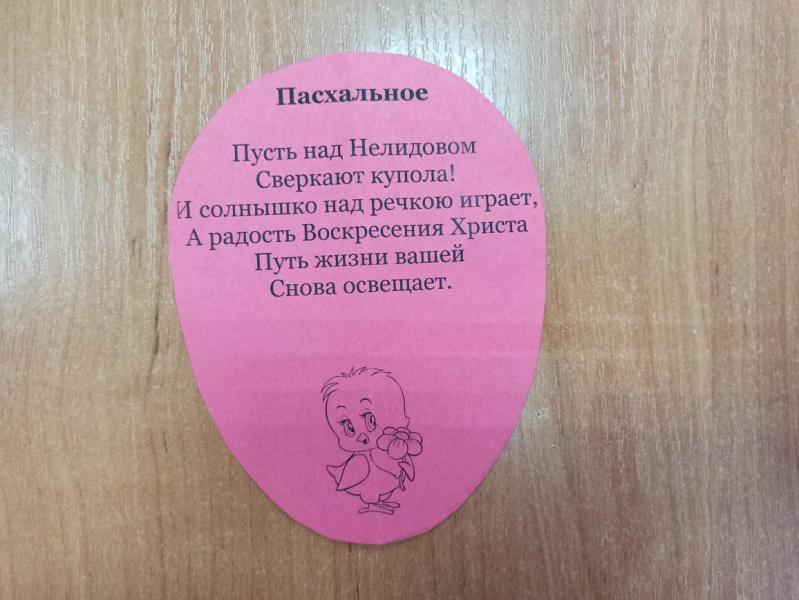 Пасхальное
Пусть над Нелидовом
Сверкают купола!
И солнышко над речкою играет,
А радость Воскресения Христа
Путь жизни вашей
Снова освещает.